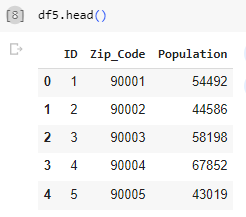 [8] df5.head()
ID Zip_Code Population
0 1 90001 54492
1 2 90002 44586
2 3 90003 58198
3 4 90004 67852
4 5 90005 43019